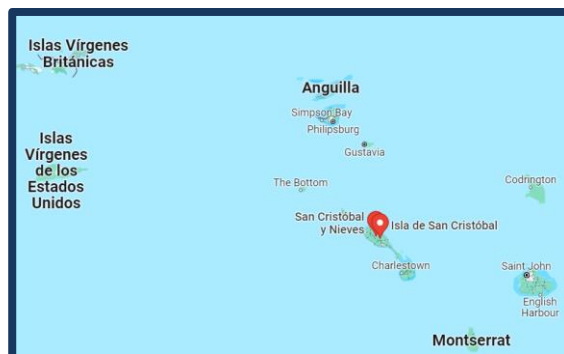 Islas Vírgenes
Británicas
Anguilla
Simpson Bay
Philipsburg
Gustavia
Islas
Vírgenes
de los
Estados
Unidos
The Bottom
Codrington
San Cristóbal
y Nieves
Isla de San Cristóbal
Charlestown
Saint John
English
Harbour
Montserrat